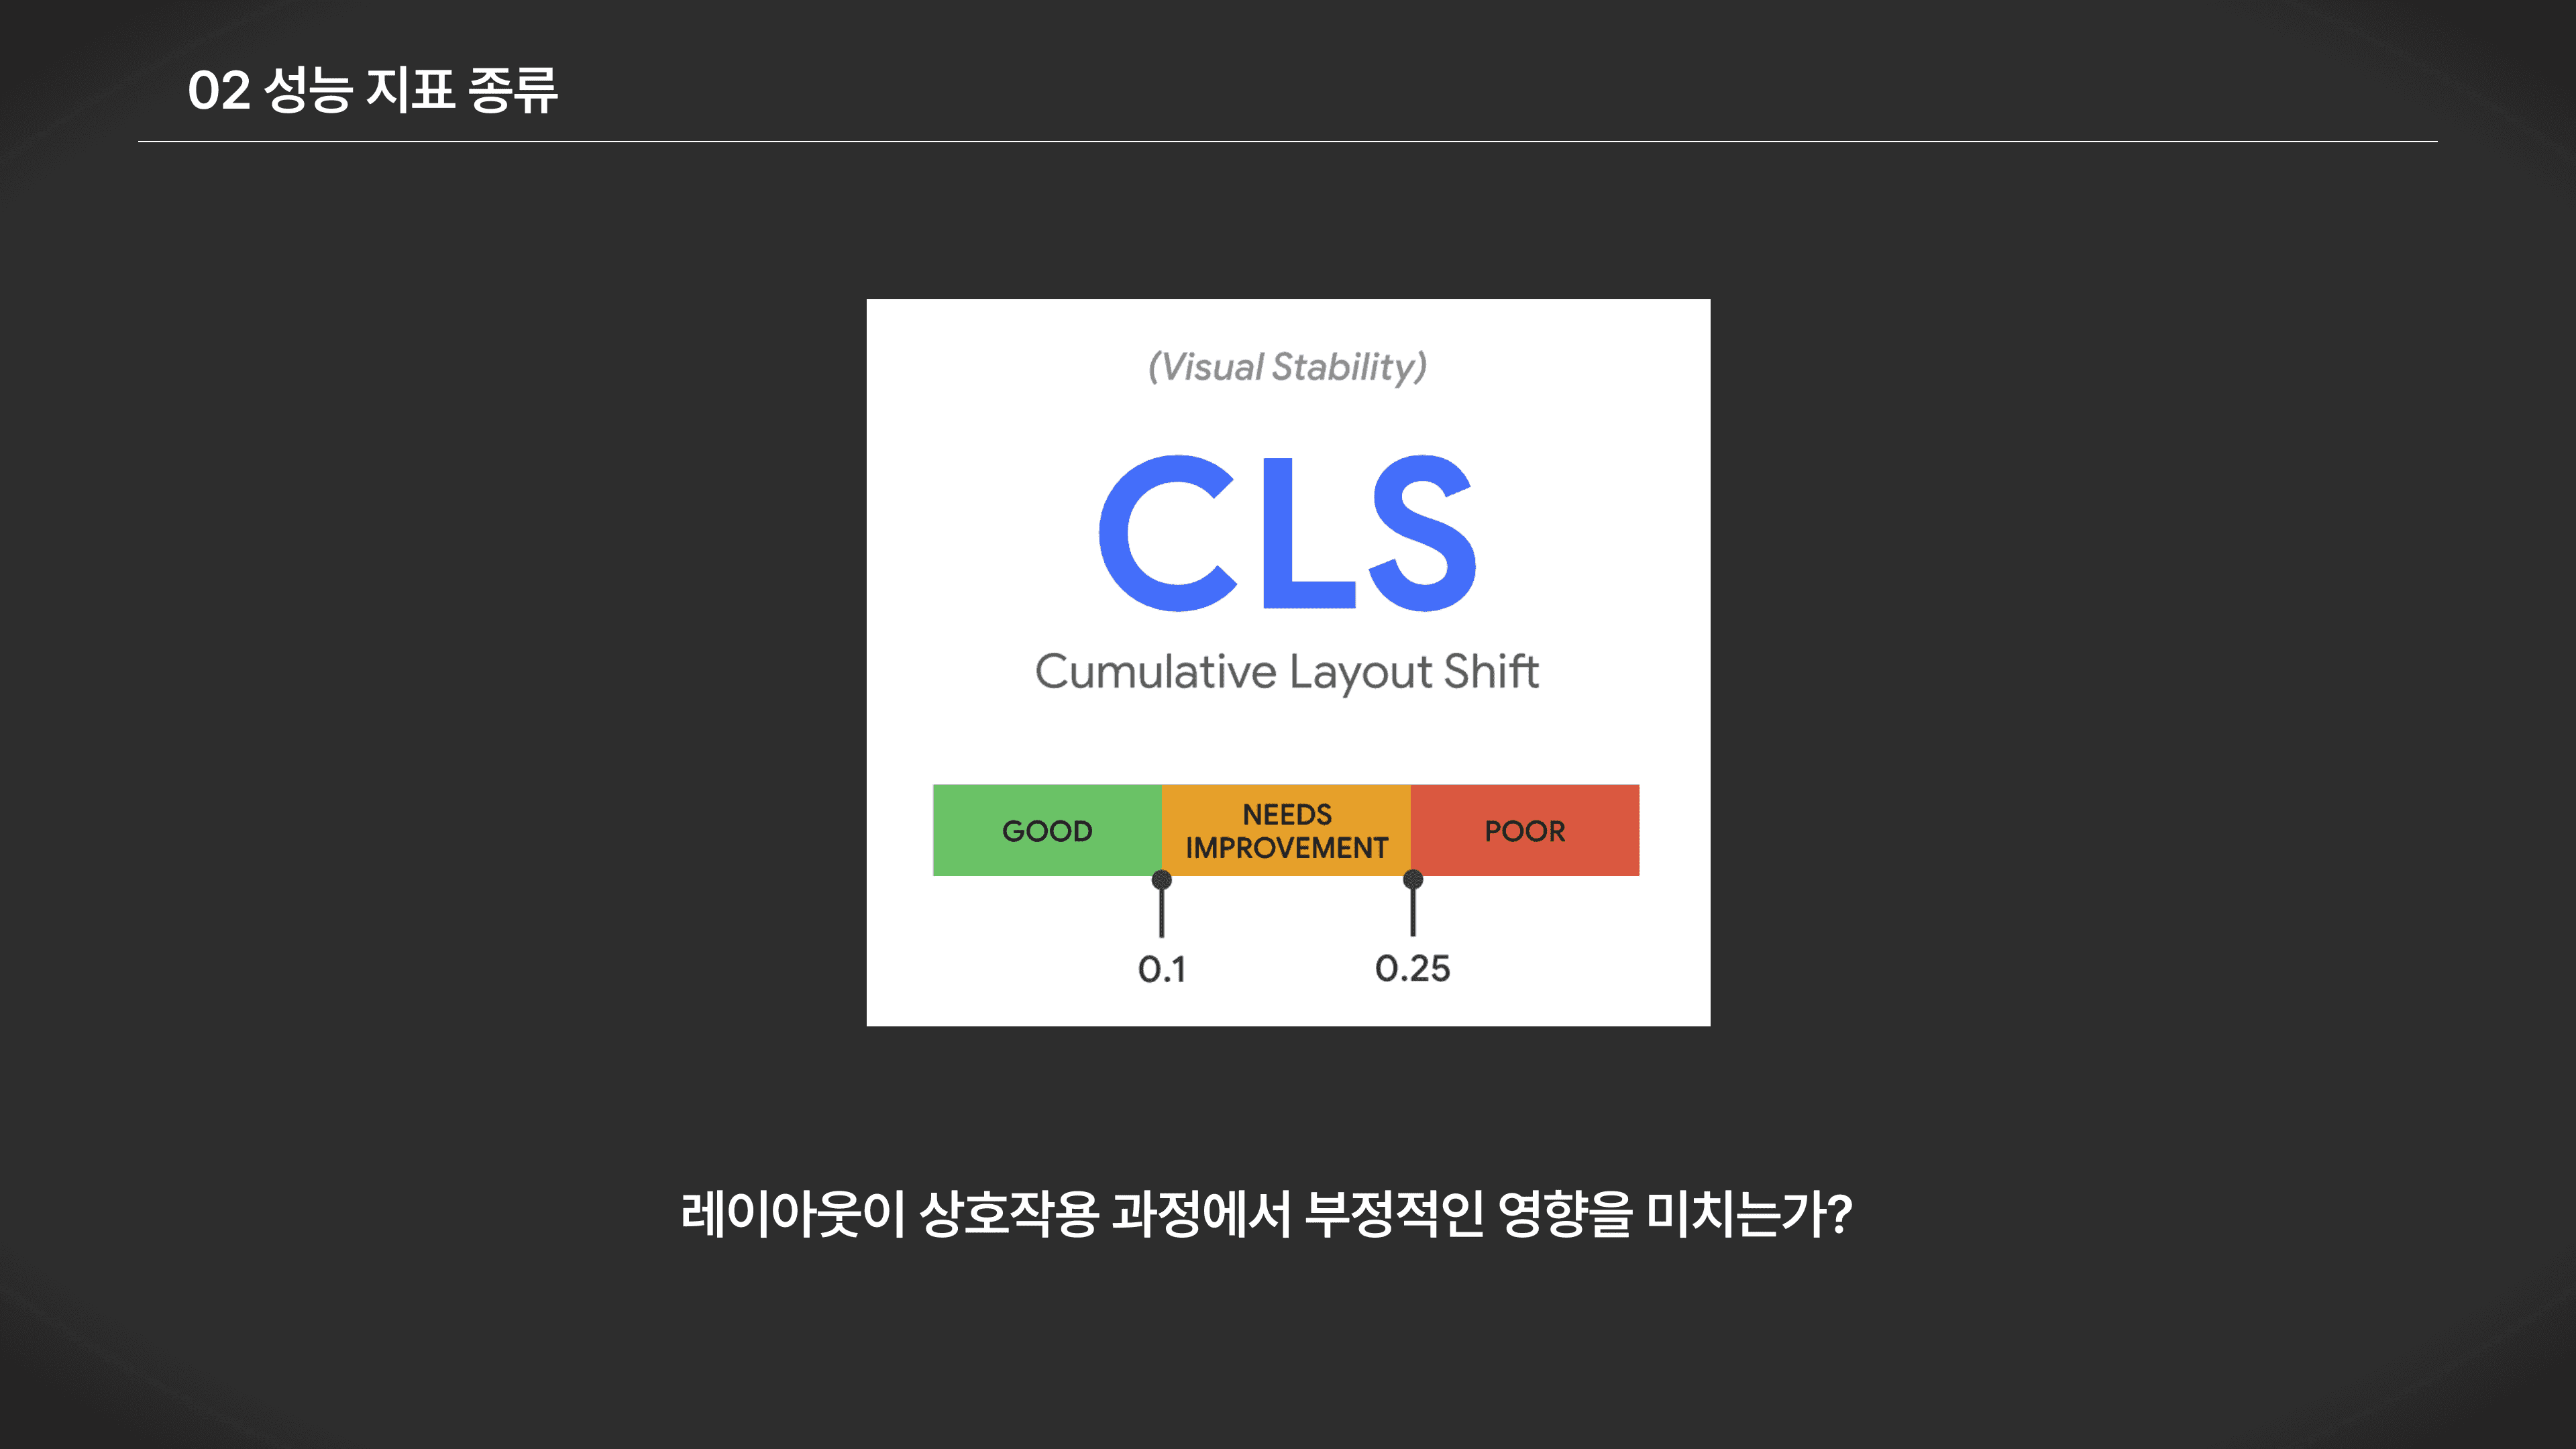 02 성능 지표 종류
(Visual Stability)
CLS
Cumulative Layout Shift
GOOD
NEEDS
IMPROVEMENT
POOR
0.1
0.25
레이아웃이 상호작용 과정에서 부정적인 영향을 미치는가?